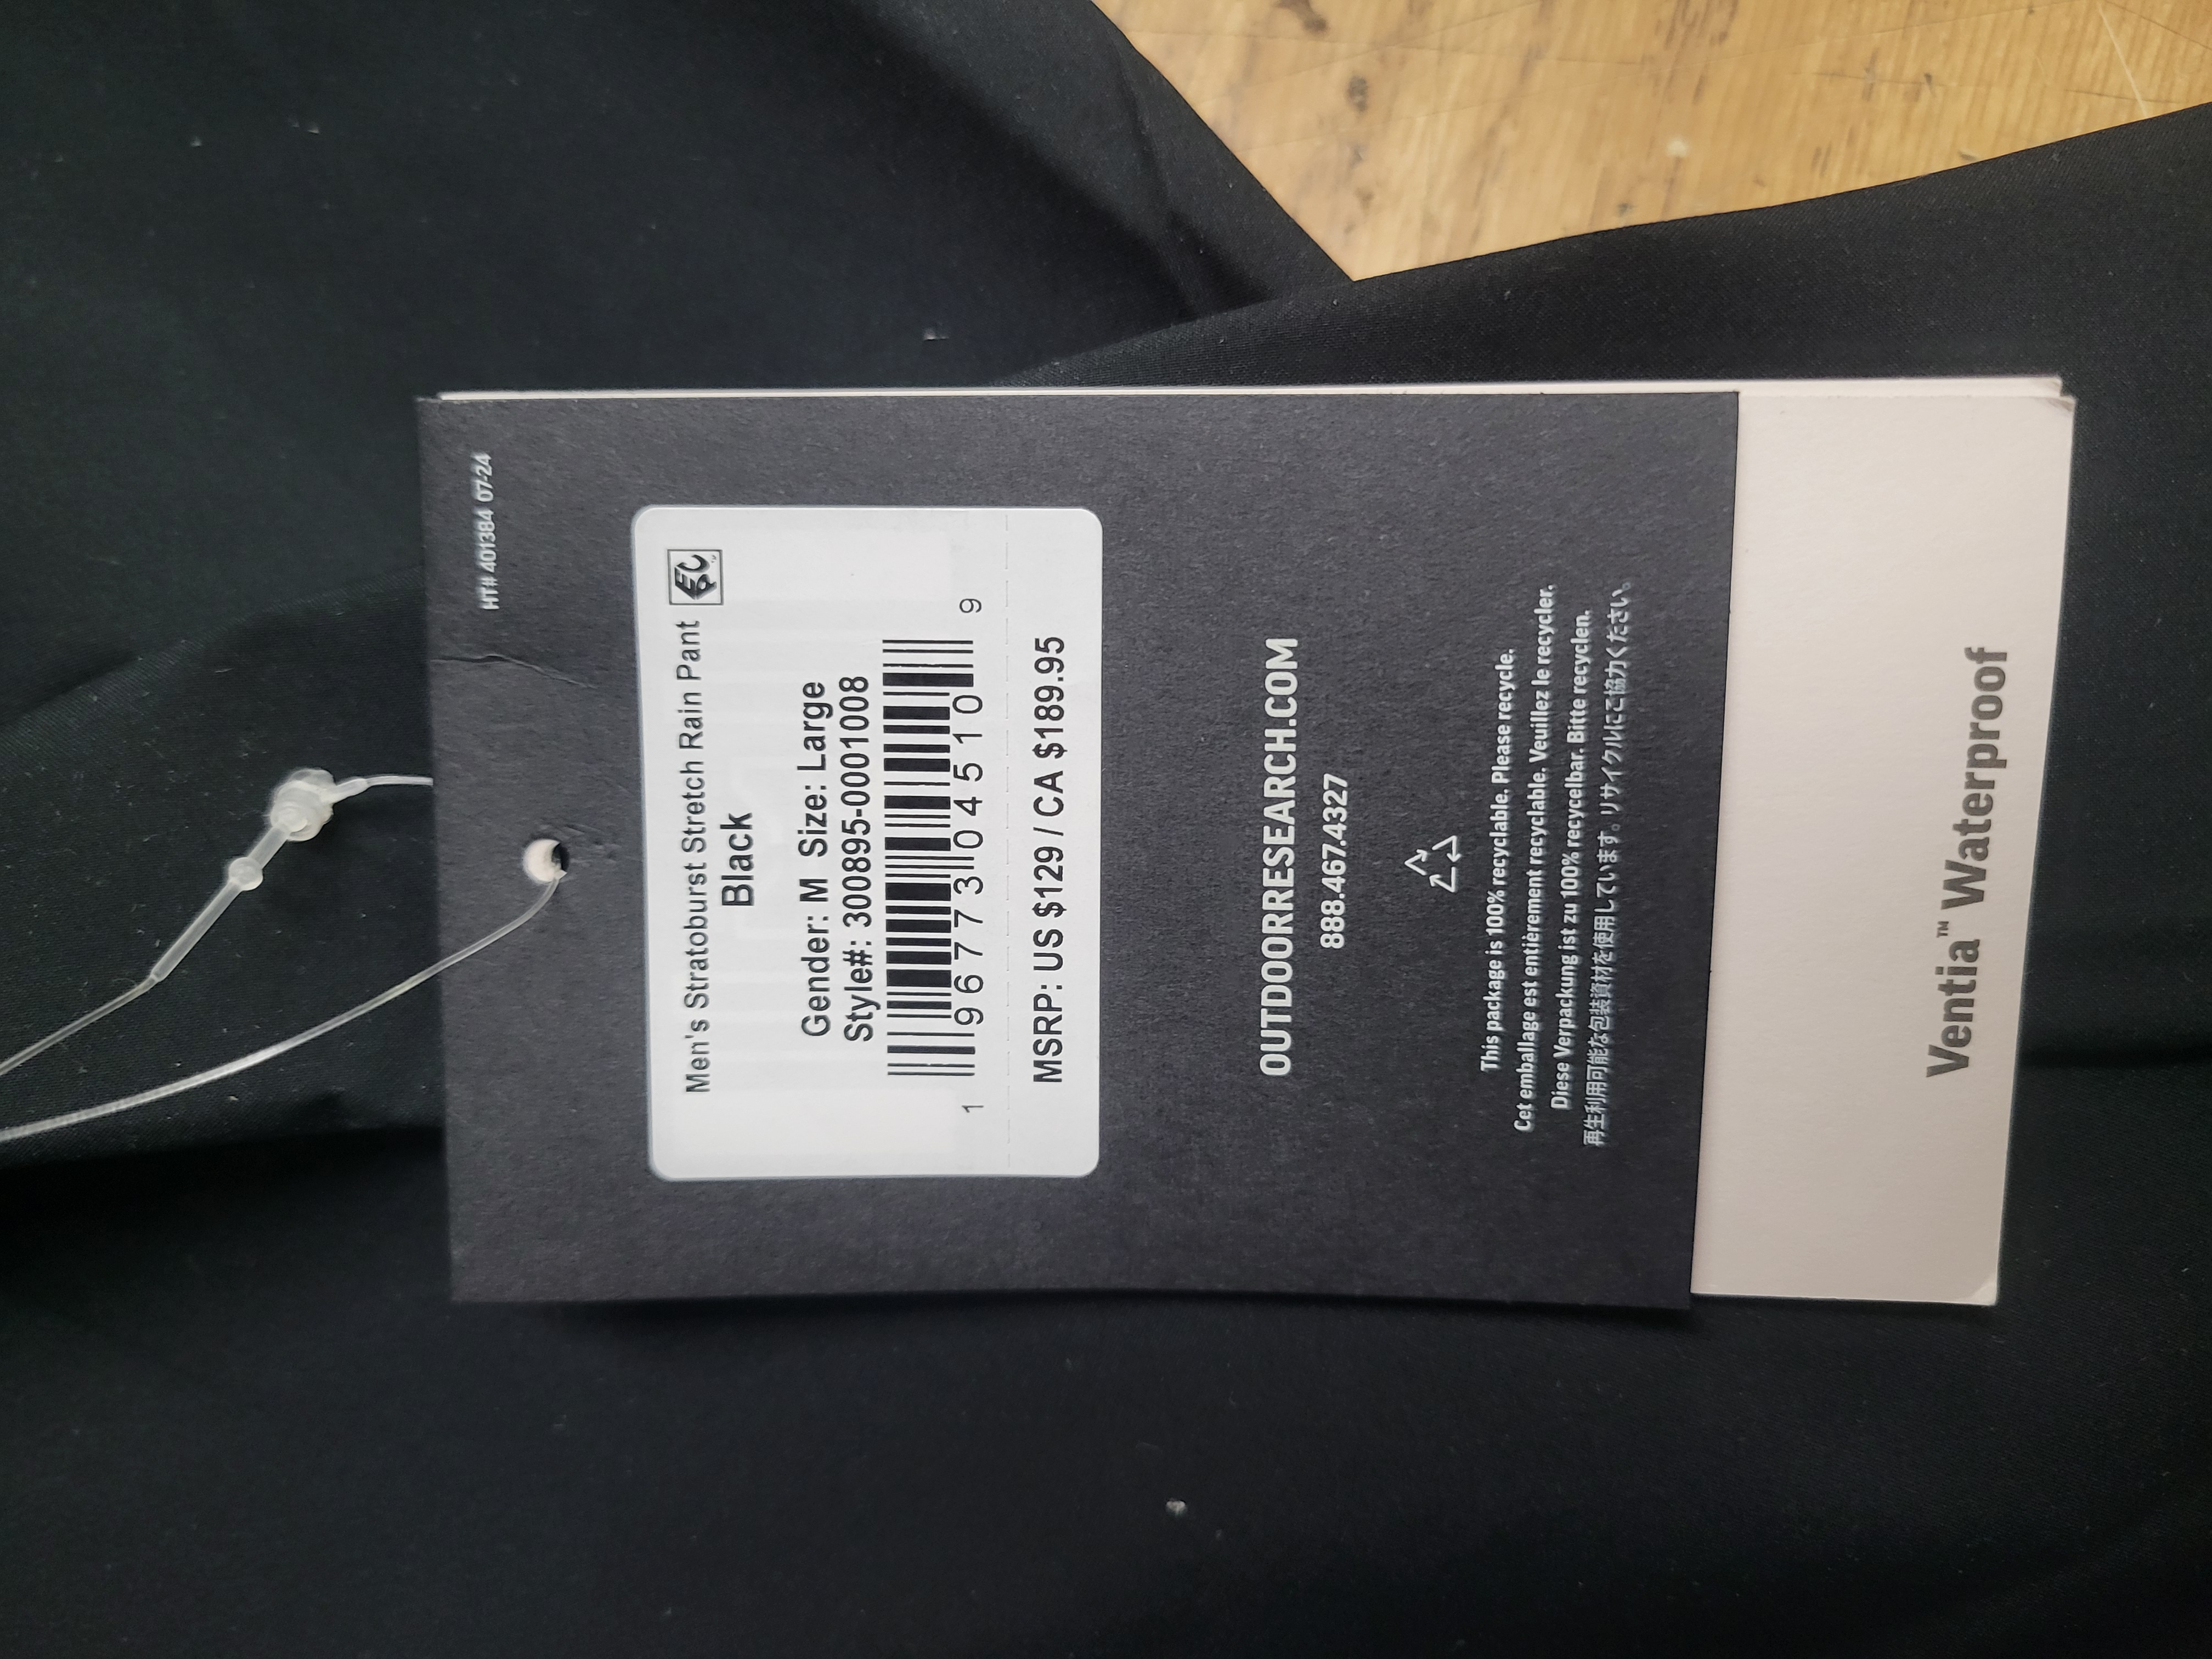 HT# 401384 07-24
Men's Stratoburst Stretch Rain Pant
Black
Gender: M Size: Large
Style#: 300895-0001008
1 96773 04510 9
MSRP: US $129 / CA $189.95
OUTDOORRESEARCH.COM
888.467.4327
This package is 100% recyclable. Please recycle.
Cet emballage est entièrement recyclable. Veuillez le recycler.
Diese Verpackung ist zu 100% recycelbar. Bitte recyclen.
再生利用可能な包装資材を使用しています。リサイクルにご協力ください。
Ventia™ Waterproof